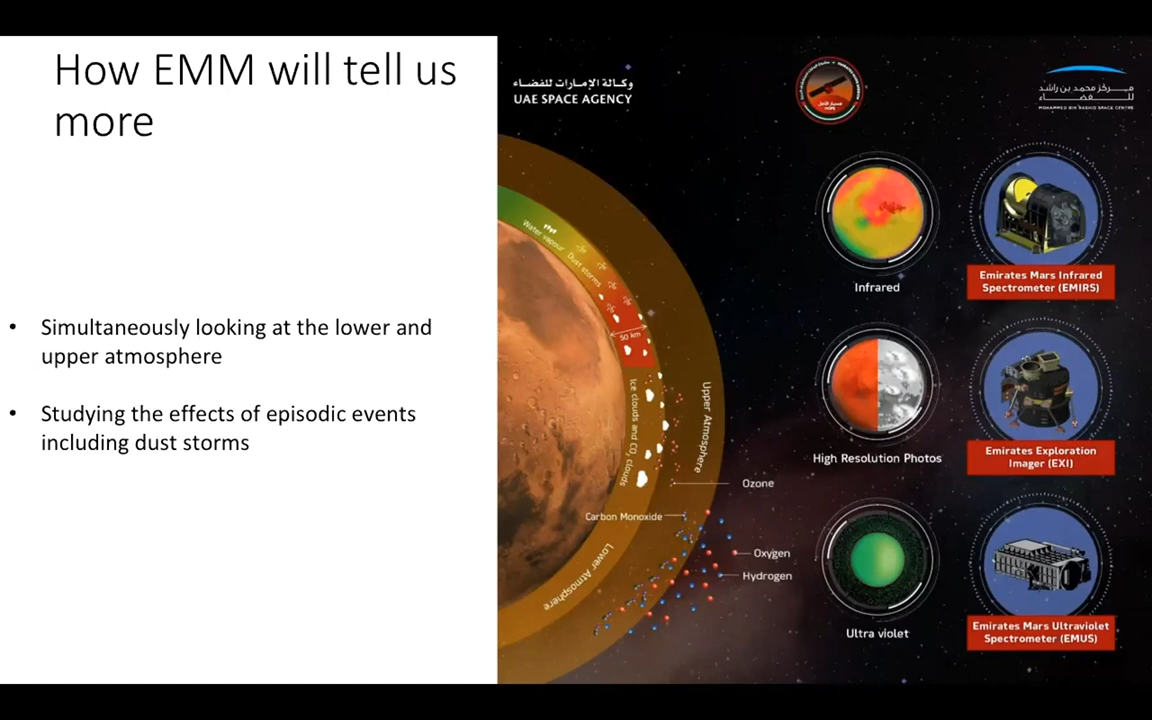 How EMM will tell us
more
• Simultaneously looking at the lower and
upper atmosphere
• Studying the effects of episodic events
including dust storms
وكالة الإمارات للفضاء
UAE SPACE AGENCY
مركز محمد بن راشد
للفضاء
MOHAMMED BIN RASHID SPACE CENTRE
Water vapour
Dust storms
50 km
Ice clouds and CO₂ clouds
Upper Atmosphere
Lower Atmosphere
Ozone
Carbon Monoxide
Oxygen
Hydrogen
Infrared
Emirates Mars Infrared
Spectrometer (EMIRS)
High Resolution Photos
Emirates Exploration
Imager (EXI)
Ultra violet
Emirates Mars Ultraviolet
Spectrometer (EMUS)